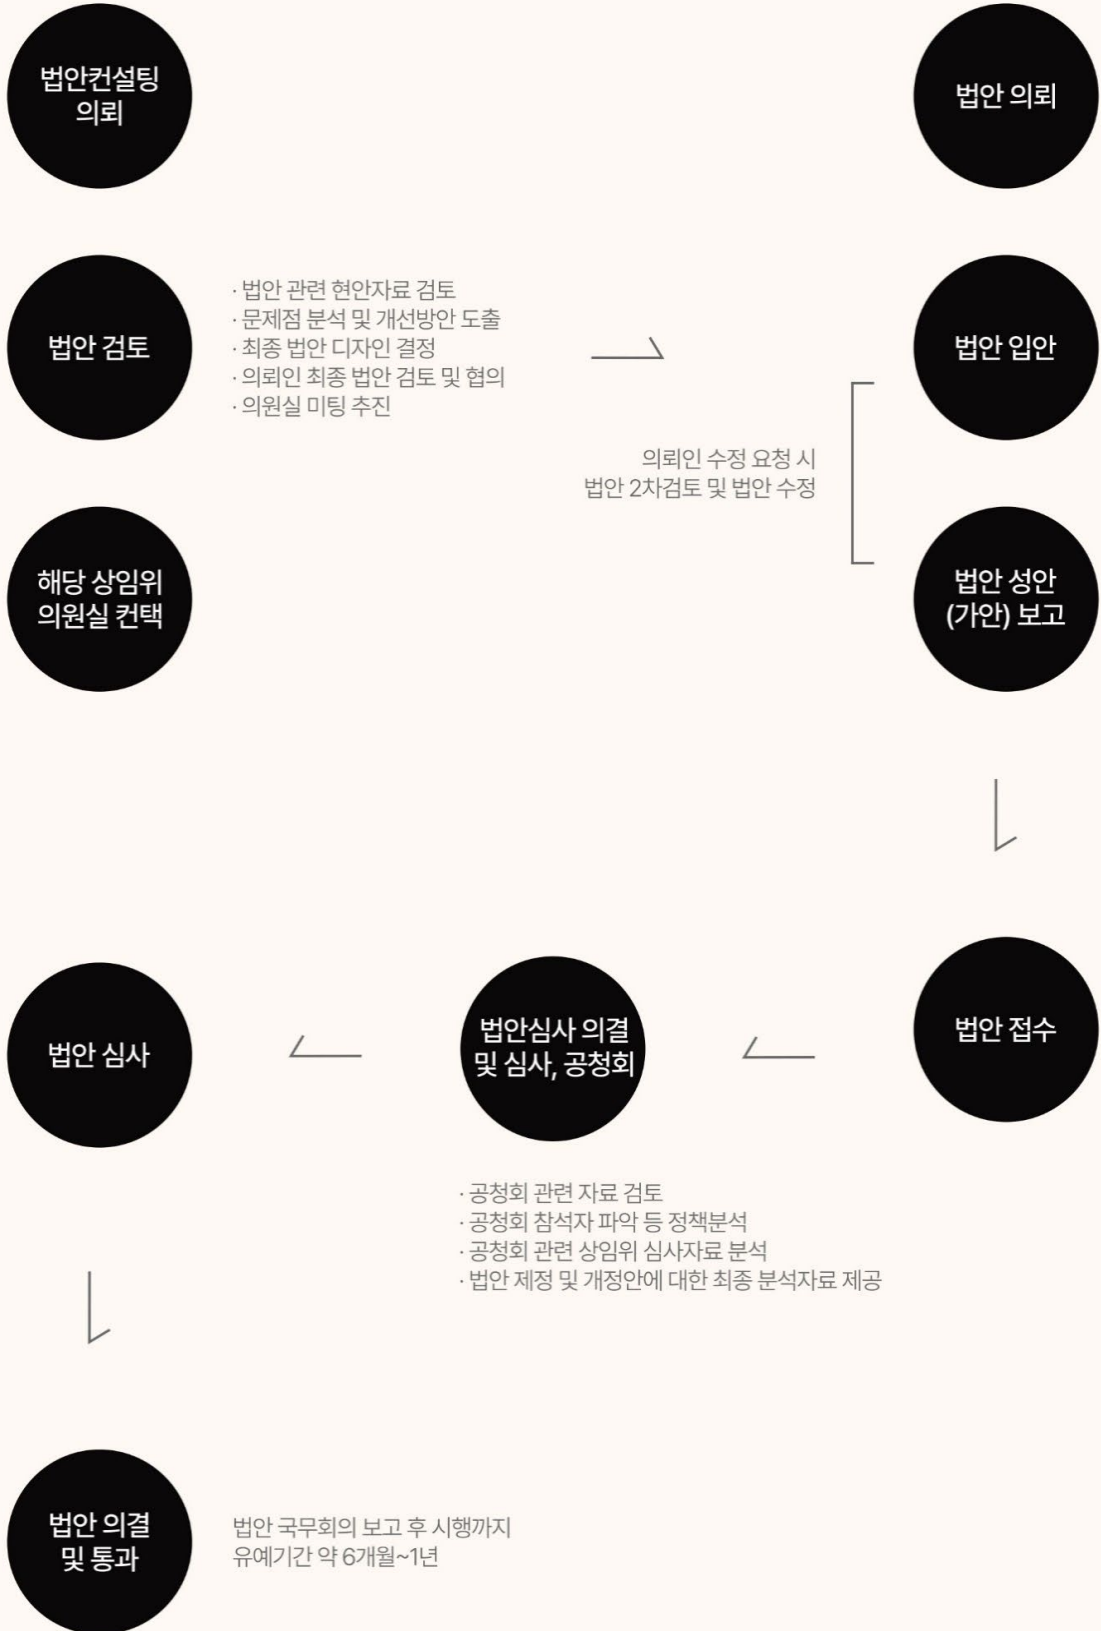 법안컨설팅
의뢰
법안 검토
· 법안 관련 현안자료 검토
· 문제점 분석 및 개선방안 도출
· 최종 법안 디자인 결정
· 의뢰인 최종 법안 검토 및 협의
· 의원실 미팅 추진
해당 상임위
의원실 컨택
법안 의뢰
법안 입안
의뢰인 수정 요청 시
법안 2차검토 및 법안 수정
법안 성안
(가안) 보고
법안 접수
법안심사 의결
및 심사, 공청회
· 공청회 관련 자료 검토
· 공청회 참석자 파악 등 정책분석
· 공청회 관련 상임위 심사자료 분석
· 법안 제정 및 개정안에 대한 최종 분석자료 제공
법안 심사
법안 의결
및 통과
법안 국무회의 보고 후 시행까지
유예기간 약 6개월~1년